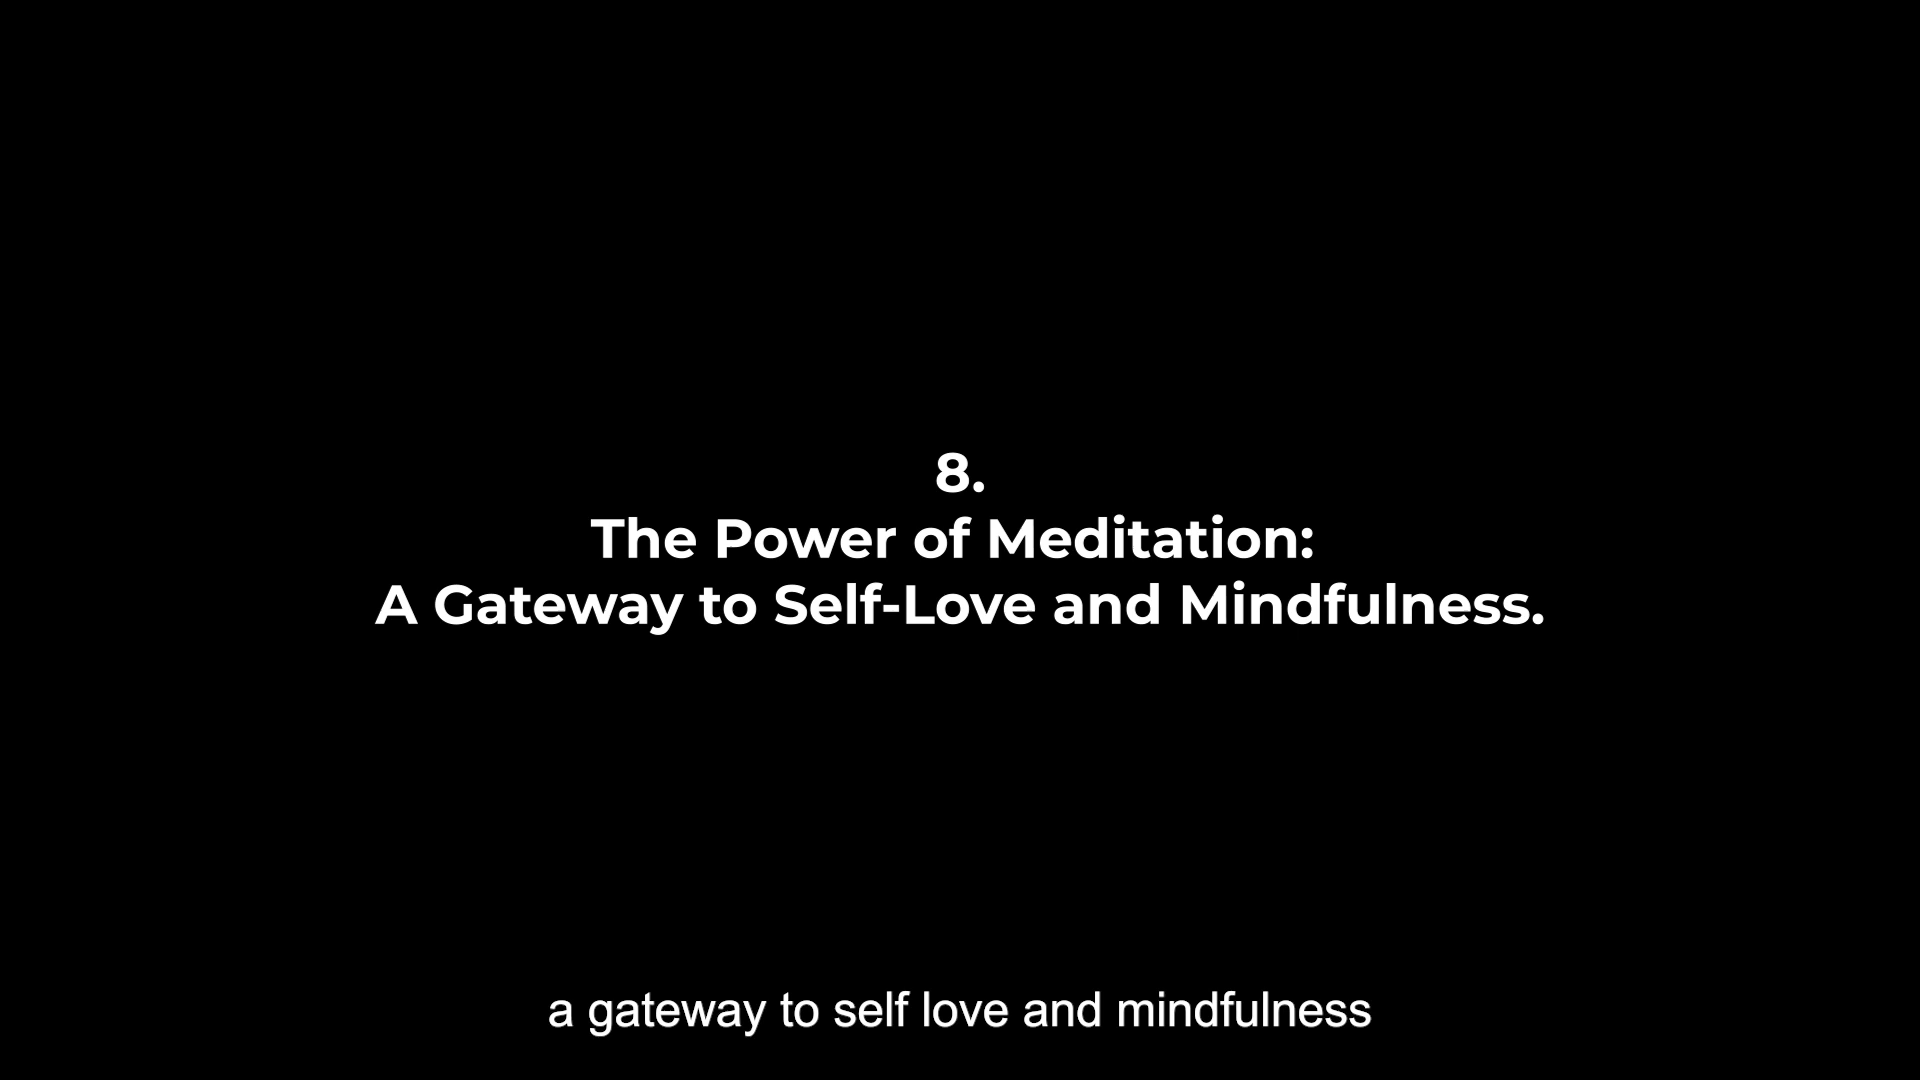 8.
The Power of Meditation:
A Gateway to Self-Love and Mindfulness.
a gateway to self love and mindfulness